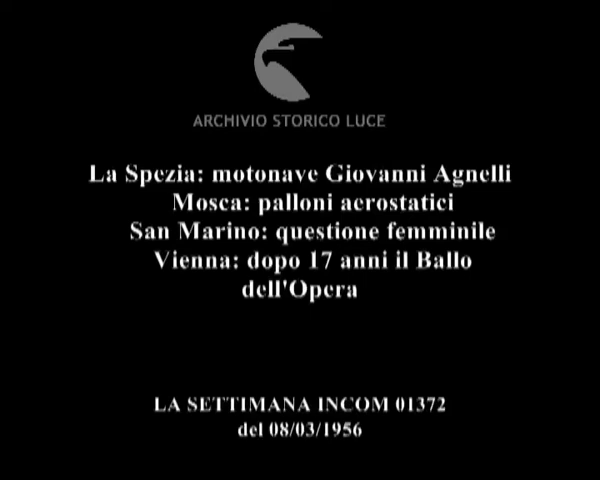 ARCHIVIO STORICO LUCE
La Spezia: motonave Giovanni Agnelli
Mosca: palloni aerostatici
San Marino: questione femminile
Vienna: dopo 17 anni il Ballo
dell'Opera
LA SETTIMANA INCOM 01372
del 08/03/1956